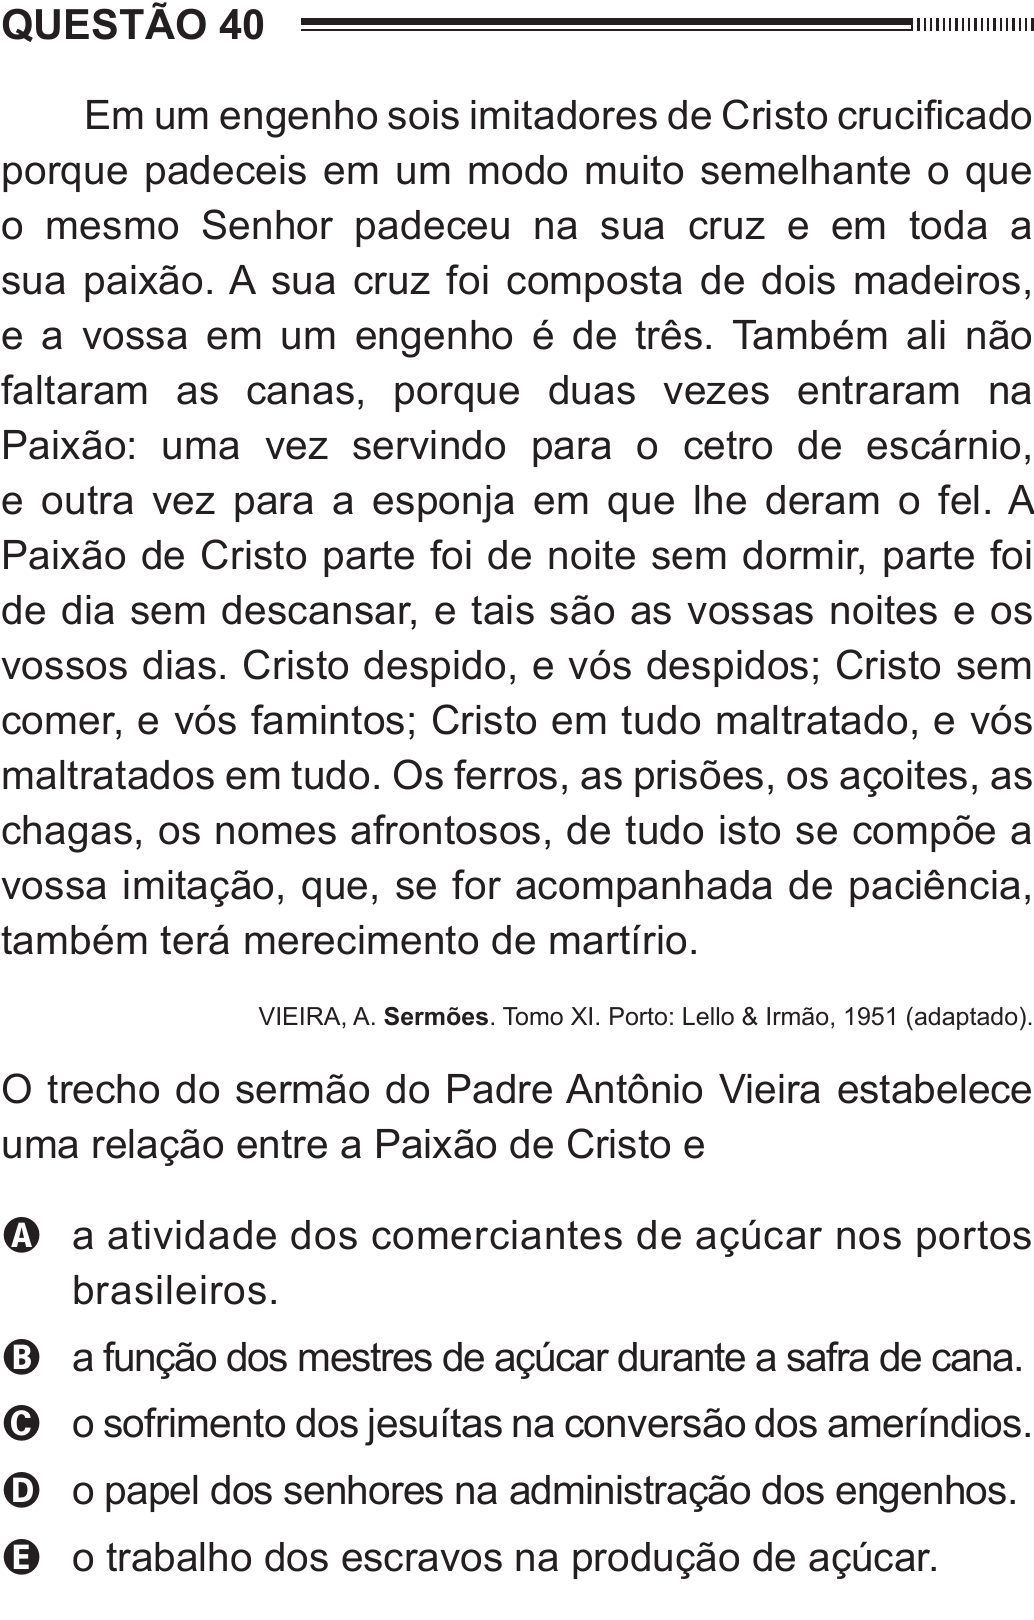 QUESTÃO 40
Em um engenho sois imitadores de Cristo crucificado
porque padeceis em um modo muito semelhante o que
o mesmo Senhor padeceu na sua cruz e em toda a
sua paixão. A sua cruz foi composta de dois madeiros,
e a vossa em um engenho é de três. Também ali não
faltaram as canas, porque duas vezes entraram na
Paixão: uma vez servindo para o cetro de escárnio,
e outra vez para a esponja em que lhe deram o fel. A
Paixão de Cristo parte foi de noite sem dormir, parte foi
de dia sem descansar, e tais são as vossas noites e os
vossos dias. Cristo despido, e vós despidos; Cristo sem
comer, e vós famintos; Cristo em tudo maltratado, e vós
maltratados em tudo. Os ferros, as prisões, os açoites, as
chagas, os nomes afrontosos, de tudo isto se compõe a
vossa imitação, que, se for acompanhada de paciência,
também terá merecimento de martírio.
VIEIRA, A. Sermões. Tomo XI. Porto: Lello & Irmão, 1951 (adaptado).
O trecho do sermão do Padre Antônio Vieira estabelece
uma relação entre a Paixão de Cristo e
A a atividade dos comerciantes de açúcar nos portos
brasileiros.
B a função dos mestres de açúcar durante a safra de cana.
C o sofrimento dos jesuítas na conversão dos ameríndios.
D o papel dos senhores na administração dos engenhos.
E o trabalho dos escravos na produção de açúcar.